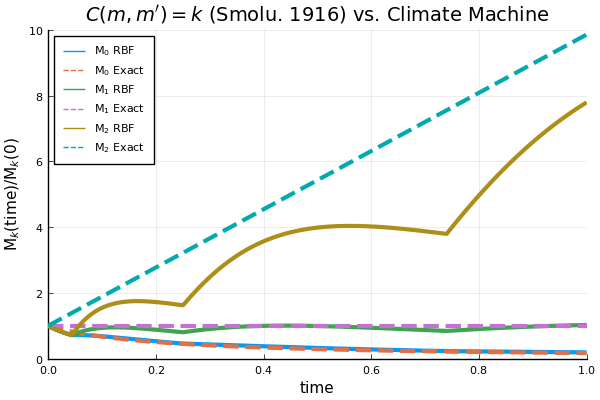 C(m, m′) = k (Smolu. 1916) vs. Climate Machine
M₀ RBF
M₀ Exact
M₁ RBF
M₁ Exact
M₂ RBF
M₂ Exact
Mₖ(time)/Mₖ(0)
10
8
6
4
2
0
0.0 0.2 0.4 0.6 0.8 1.0
time